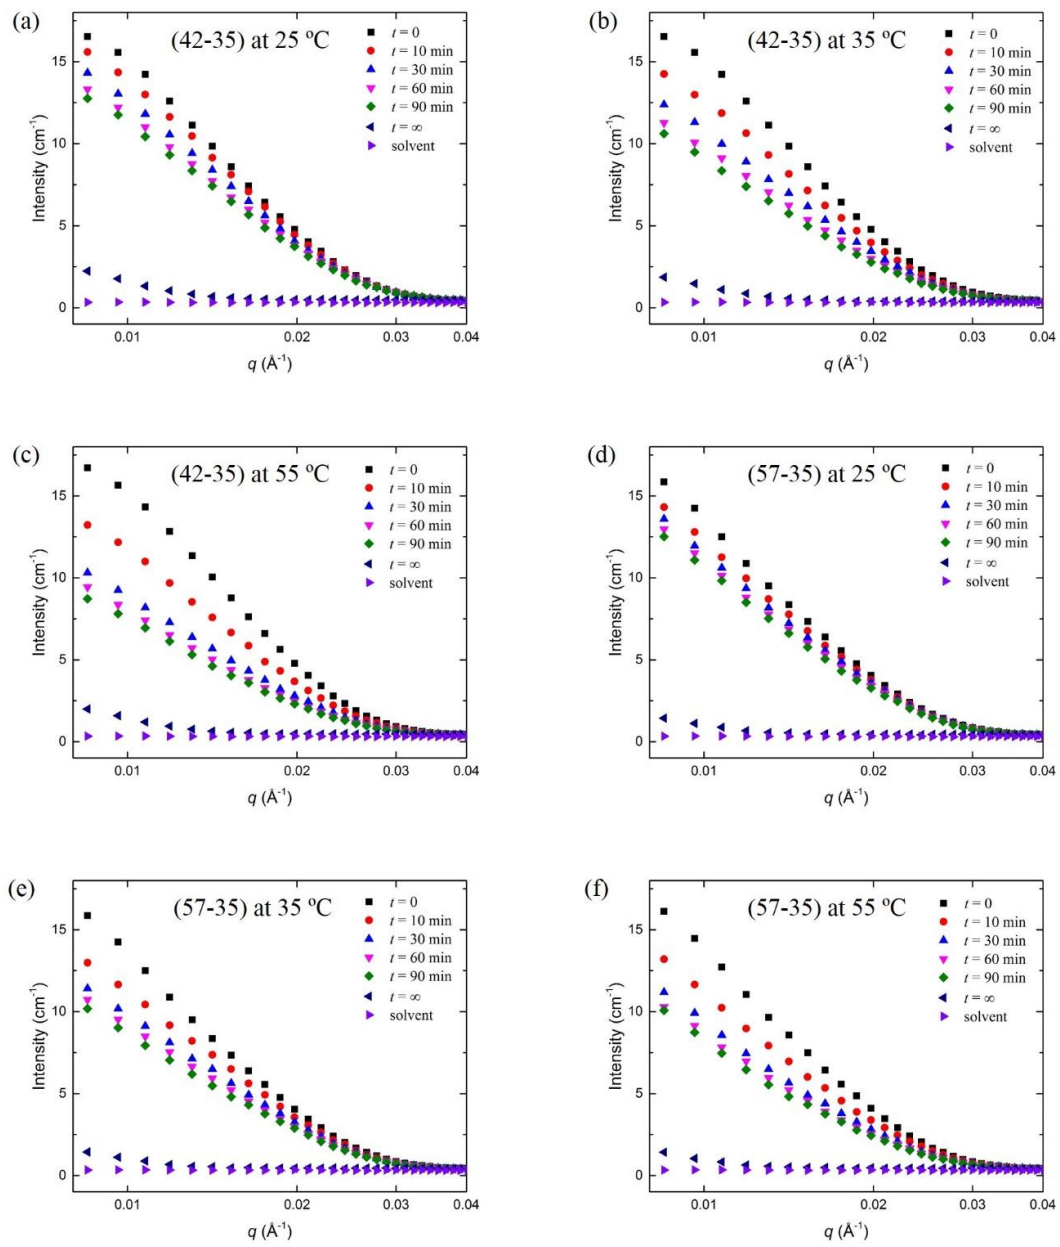 (a)
(42-35) at 25 ºC
t = 0
t = 10 min
t = 30 min
t = 60 min
t = 90 min
t = ∞
solvent
Intensity (cm⁻¹)
15
10
5
0
0.01
0.02
0.03
0.04
q (Å⁻¹)
(b)
(42-35) at 35 ºC
t = 0
t = 10 min
t = 30 min
t = 60 min
t = 90 min
t = ∞
solvent
Intensity (cm⁻¹)
15
10
5
0
0.01
0.02
0.03
0.04
q (Å⁻¹)
(c)
(42-35) at 55 ºC
t = 0
t = 10 min
t = 30 min
t = 60 min
t = 90 min
t = ∞
solvent
Intensity (cm⁻¹)
15
10
5
0
0.01
0.02
0.03
0.04
q (Å⁻¹)
(d)
(57-35) at 25 ºC
t = 0
t = 10 min
t = 30 min
t = 60 min
t = 90 min
t = ∞
solvent
Intensity (cm⁻¹)
15
10
5
0
0.01
0.02
0.03
0.04
q (Å⁻¹)
(e)
(57-35) at 35 ºC
t = 0
t = 10 min
t = 30 min
t = 60 min
t = 90 min
t = ∞
solvent
Intensity (cm⁻¹)
15
10
5
0
0.01
0.02
0.03
0.04
q (Å⁻¹)
(f)
(57-35) at 55 ºC
t = 0
t = 10 min
t = 30 min
t = 60 min
t = 90 min
t = ∞
solvent
Intensity (cm⁻¹)
15
10
5
0
0.01
0.02
0.03
0.04
q (Å⁻¹)